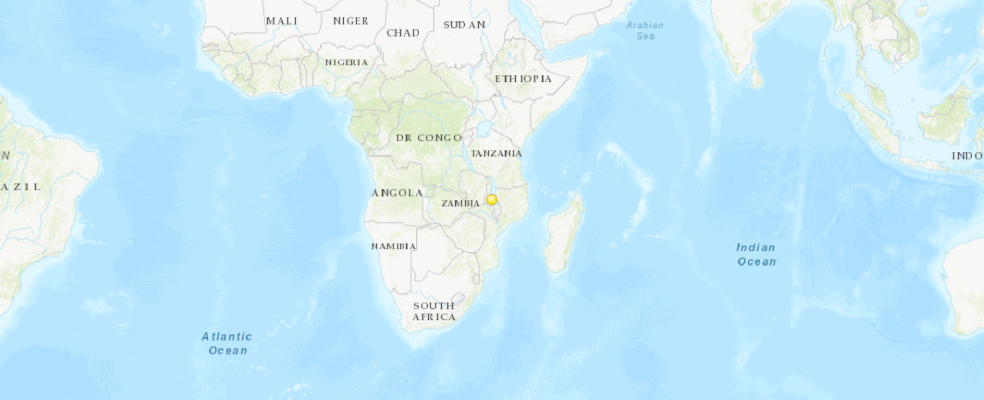 MALI
NIGER
SUDAN
CHAD
Arabian
Sea
NIGERIA
ETHIOPIA
DR CONGO
TANZANIA
N
AZIL
INDO
ANGOLA
ZAMBIA
NAMIBIA
Indian
Ocean
SOUTH
AFRICA
Atlantic
Ocean